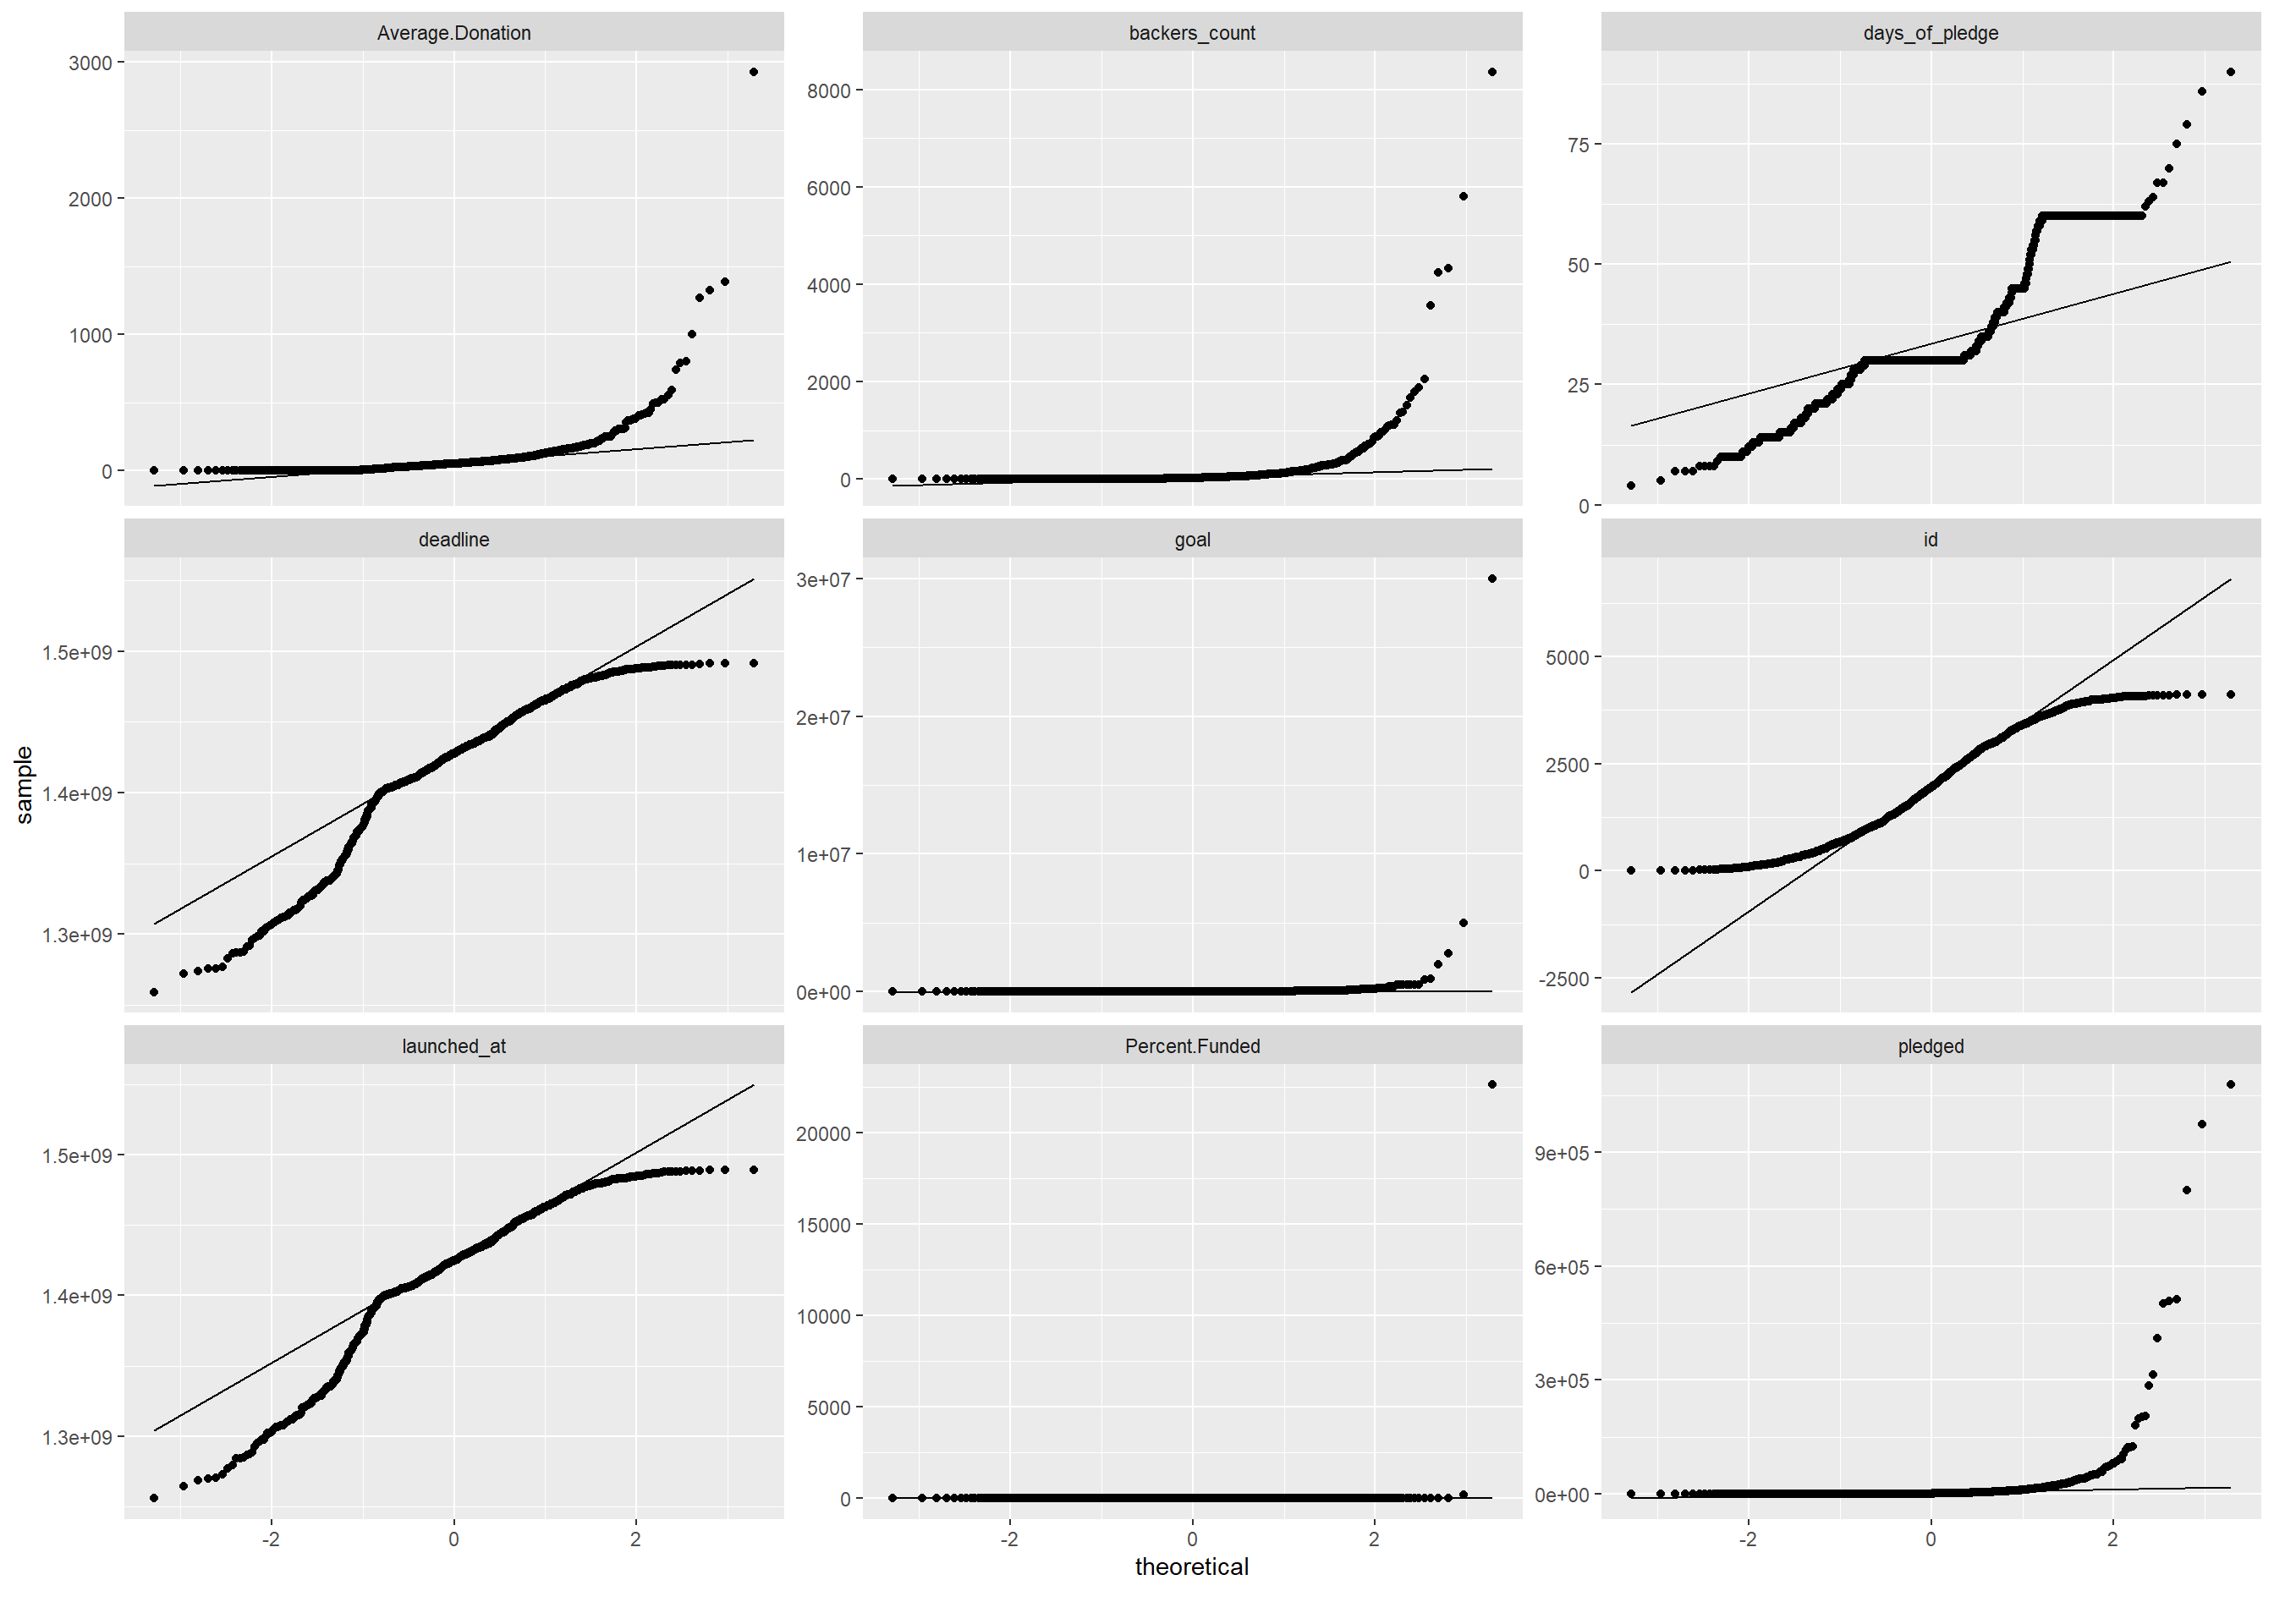 Average.Donation backers_count days_of_pledge
3000
2000
1000
0
8000
6000
4000
2000
0
75
50
25
0
deadline goal id
1.5e+09
1.4e+09
1.3e+09
3e+07
2e+07
1e+07
0e+00
5000
2500
0
-2500
sample
launched_at Percent.Funded pledged
1.5e+09
1.4e+09
1.3e+09
20000
15000
10000
5000
0
9e+05
6e+05
3e+05
0e+00
-2 0 2 -2 0 2 -2 0 2
theoretical